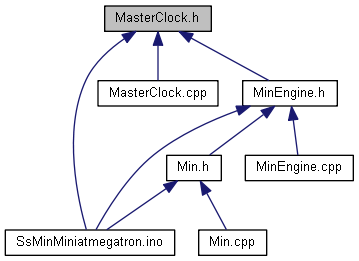 MasterClock.h
MasterClock.cpp
MinEngine.h
Min.h
MinEngine.cpp
SsMinMiniatmegatron.ino
Min.cpp